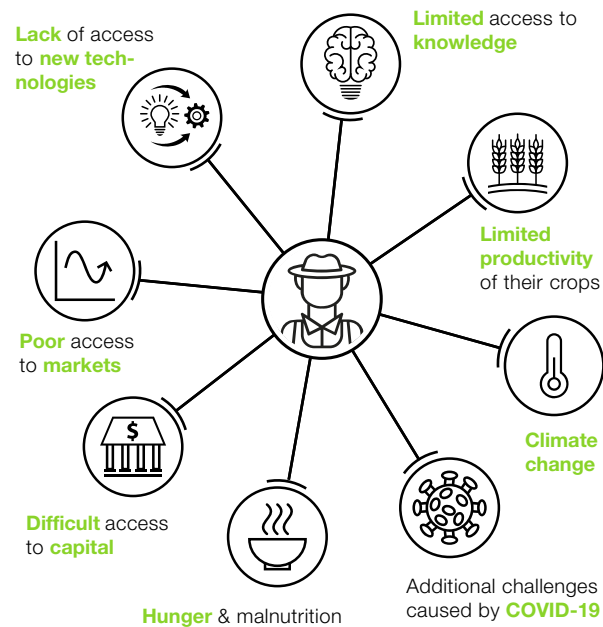 Lack of access
to new tech-
nologies
Limited access to
knowledge
Limited
productivity
of their crops
Poor access
to markets
Climate
change
$
Difficult access
to capital
Additional challenges
caused by COVID-19
Hunger & malnutrition